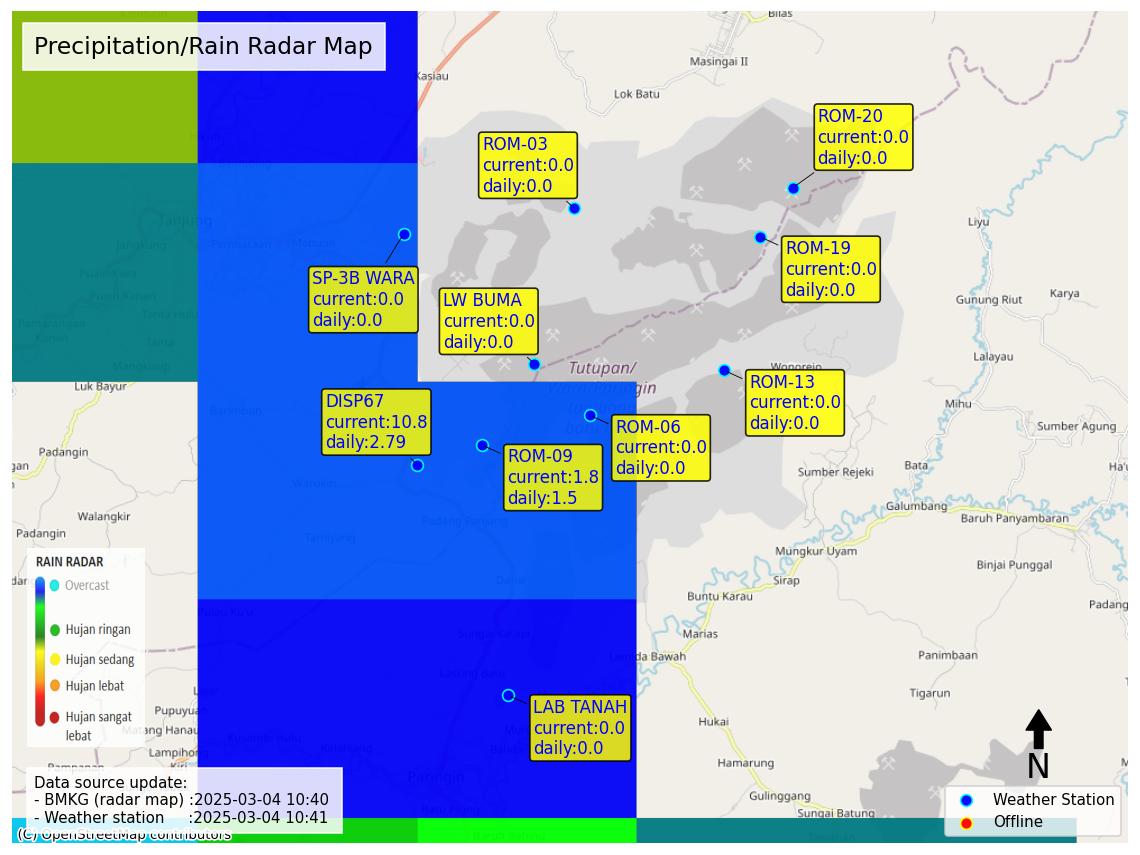 Precipitation/Rain Radar Map
Bilas
Masingai II
Kasiau
Lok Batu
ROM-20
current:0.0
daily:0.0
ROM-03
current:0.0
daily:0.0
Tanjung
Jangkung
Liyu
ROM-19
current:0.0
daily:0.0
SP-3B WARA
current:0.0
daily:0.0
LW BUMA
current:0.0
daily:0.0
Gunung Riut
Karya
Lalayau
Tutupan/
Wonorejo
Luk Bayur
ROM-13
current:0.0
daily:0.0
DISP67
current:10.8
daily:2.79
ROM-06
current:0.0
daily:0.0
Mihu
Sumber Agung
ROM-09
current:1.8
daily:1.5
Padangin
Bata
Sumber Rejeki
Walangkir
Padangin
Galumbang
Baruh Panyambaran
Padang Panjang
Mungkur Uyam
Binjai Punggal
Sirap
Buntu Karau
Padang
RAIN RADAR
Overcast
Hujan ringan
Hujan sedang
Hujan lebat
Hujan sangat
lebat
Marias
Panimbaan
Tigarun
LAB TANAH
current:0.0
daily:0.0
Pupuyuan
Matang Hanau
Lampihong
Hukai
Hamarung
Paringin
Gulinggang
Sungai Batung
N
Data source update:
- BMKG (radar map) :2025-03-04 10:40
- Weather station :2025-03-04 10:41
(C) OpenStreetMap contributors
Weather Station
Offline